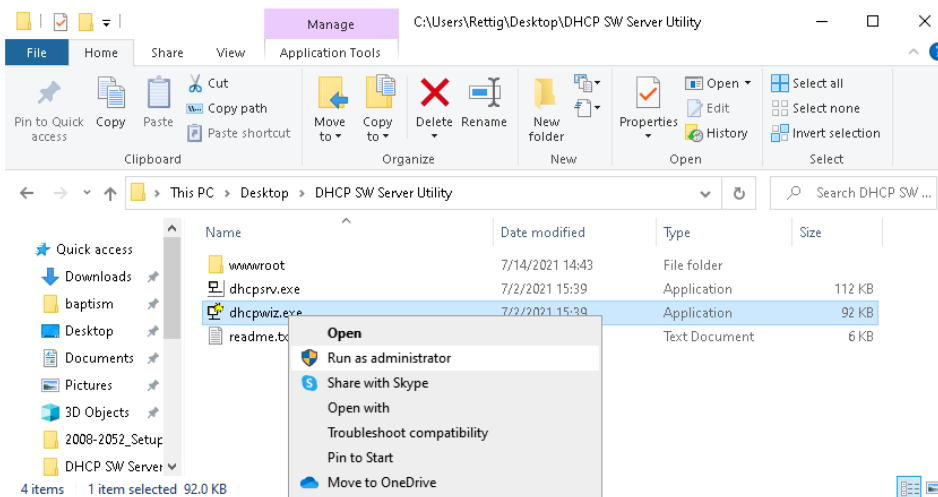 Manage
C:\Users\Rettig\Desktop\DHCP SW Server Utility
File
Home
Share
View
Application Tools
Pin to Quick access
Copy
Paste
Cut
Copy path
Paste shortcut
Move to
Copy to
Delete
Rename
New folder
Properties
Open
Edit
History
Select all
Select none
Invert selection
Clipboard
Organize
New
Open
Select
This PC > Desktop > DHCP SW Server Utility
Search DHCP SW ...
Name
Date modified
Type
Size
Quick access
Downloads
baptism
Desktop
Documents
Pictures
3D Objects
2008-2052_Setup
DHCP SW Server
wwwroot 7/14/2021 14:43 File folder
dhcpsrv.exe 7/2/2021 15:39 Application 112 KB
dhcpwiz.exe 7/2/2021 15:39 Application 92 KB
readme.tx Text Document 6 KB
Open
Run as administrator
Share with Skype
Open with
Troubleshoot compatibility
Pin to Start
Move to OneDrive
4 items 1 item selected 92.0 KB